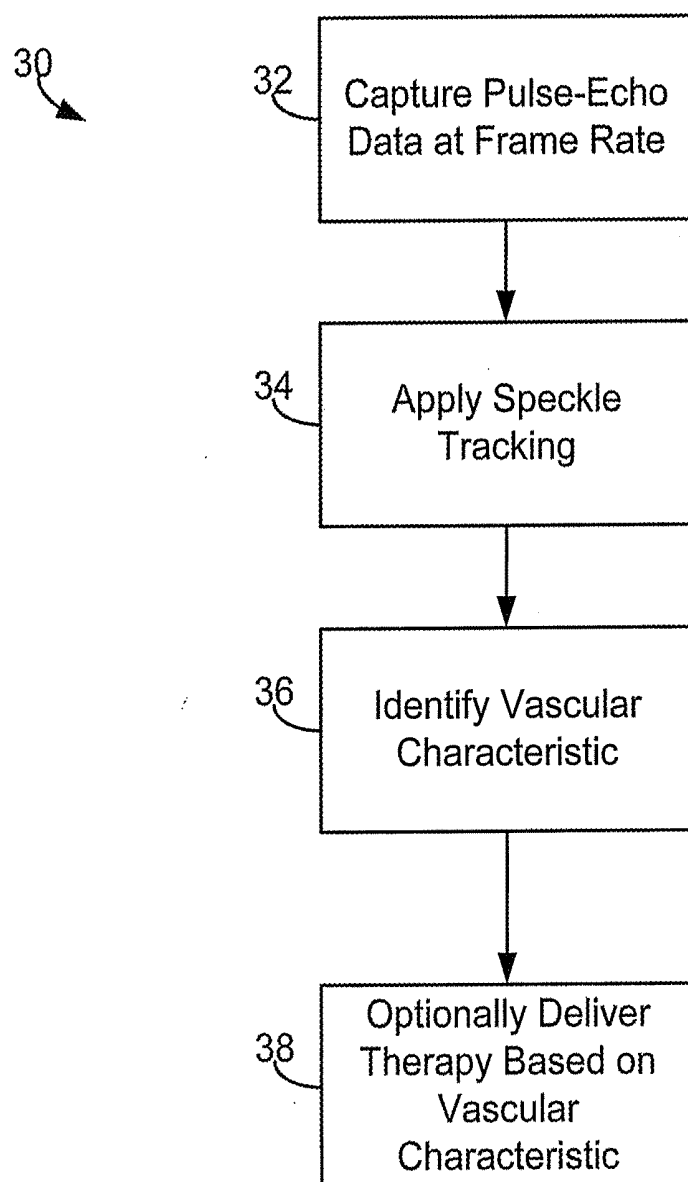 30
32
Capture Pulse-Echo
Data at Frame Rate
34
Apply Speckle
Tracking
36
Identify Vascular
Characteristic
38
Optionally Deliver
Therapy Based on
Vascular
Characteristic